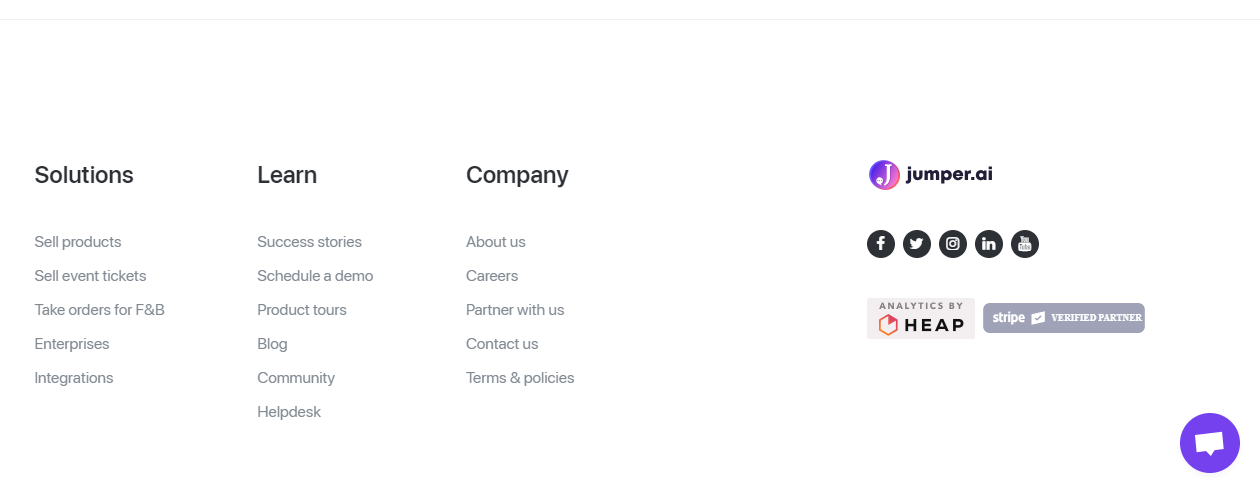 Solutions
Sell products
Sell event tickets
Take orders for F&B
Enterprises
Integrations
Learn
Success stories
Schedule a demo
Product tours
Blog
Community
Helpdesk
Company
About us
Careers
Partner with us
Contact us
Terms & policies
jumper.ai
You
Tube
ANALYTICS BY
HEAP
stripe VERIFIED PARTNER